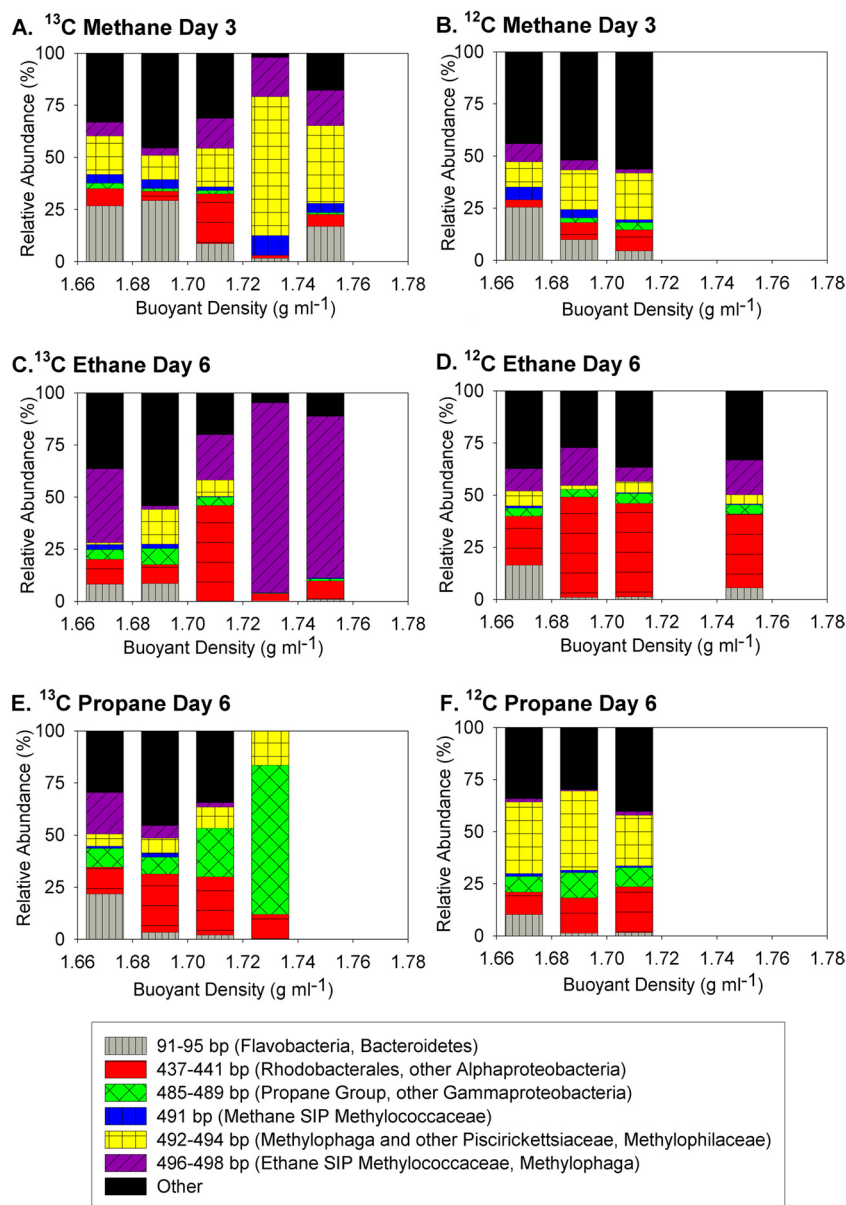 A. ¹³C Methane Day 3
B. ¹²C Methane Day 3
Relative Abundance (%)
100
75
50
25
0
1.66 1.68 1.70 1.72 1.74 1.76 1.78
Buoyant Density (g ml⁻¹)
Relative Abundance (%)
100
75
50
25
0
1.66 1.68 1.70 1.72 1.74 1.76 1.78
Buoyant Density (g ml⁻¹)
C.¹³C Ethane Day 6
D. ¹²C Ethane Day 6
Relative Abundance (%)
100
75
50
25
0
1.66 1.68 1.70 1.72 1.74 1.76 1.78
Buoyant Density (g ml⁻¹)
Relative Abundance (%)
100
75
50
25
0
1.66 1.68 1.70 1.72 1.74 1.76 1.78
Buoyant Density (g ml⁻¹)
E. ¹³C Propane Day 6
F. ¹²C Propane Day 6
Relative Abundance (%)
100
75
50
25
0
1.66 1.68 1.70 1.72 1.74 1.76 1.78
Buoyant Density (g ml⁻¹)
Relative Abundance (%)
100
75
50
25
0
1.66 1.68 1.70 1.72 1.74 1.76 1.78
Buoyant Density (g ml⁻¹)
91-95 bp (Flavobacteria, Bacteroidetes)
437-441 bp (Rhodobacterales, other Alphaproteobacteria)
485-489 bp (Propane Group, other Gammaproteobacteria)
491 bp (Methane SIP Methylococcaceae)
492-494 bp (Methylophaga and other Piscirickettsiaceae, Methylophilaceae)
496-498 bp (Ethane SIP Methylococcaceae, Methylophaga)
Other